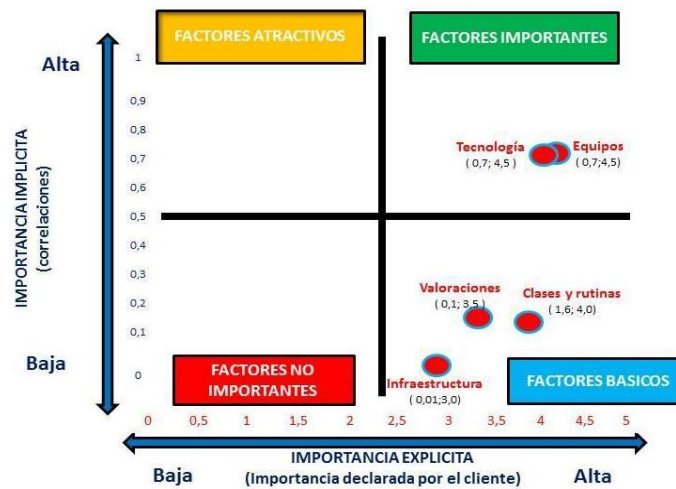 FACTORES ATRACTIVOS
FACTORES IMPORTANTES
Alta
1
0,9
0,8
0,7
0,6
0,5
0,4
0,3
0,2
0,1
0
Baja
IMPORTANCIA IMPLICITA
(correlaciones)
Tecnología
( 0,7; 4,5 )
Equipos
( 0,7;4,5)
Valoraciones
( 0,1; 3,5 )
Clases y rutinas
( 1,6; 4,0)
Infraestructura
( 0,01;3,0)
FACTORES NO
IMPORTANTES
FACTORES BASICOS
0 0,5 1 1,5 2 2,5 3 3,5 4 4,5 5
Baja
IMPORTANCIA EXPLICITA
(Importancia declarada por el cliente)
Alta